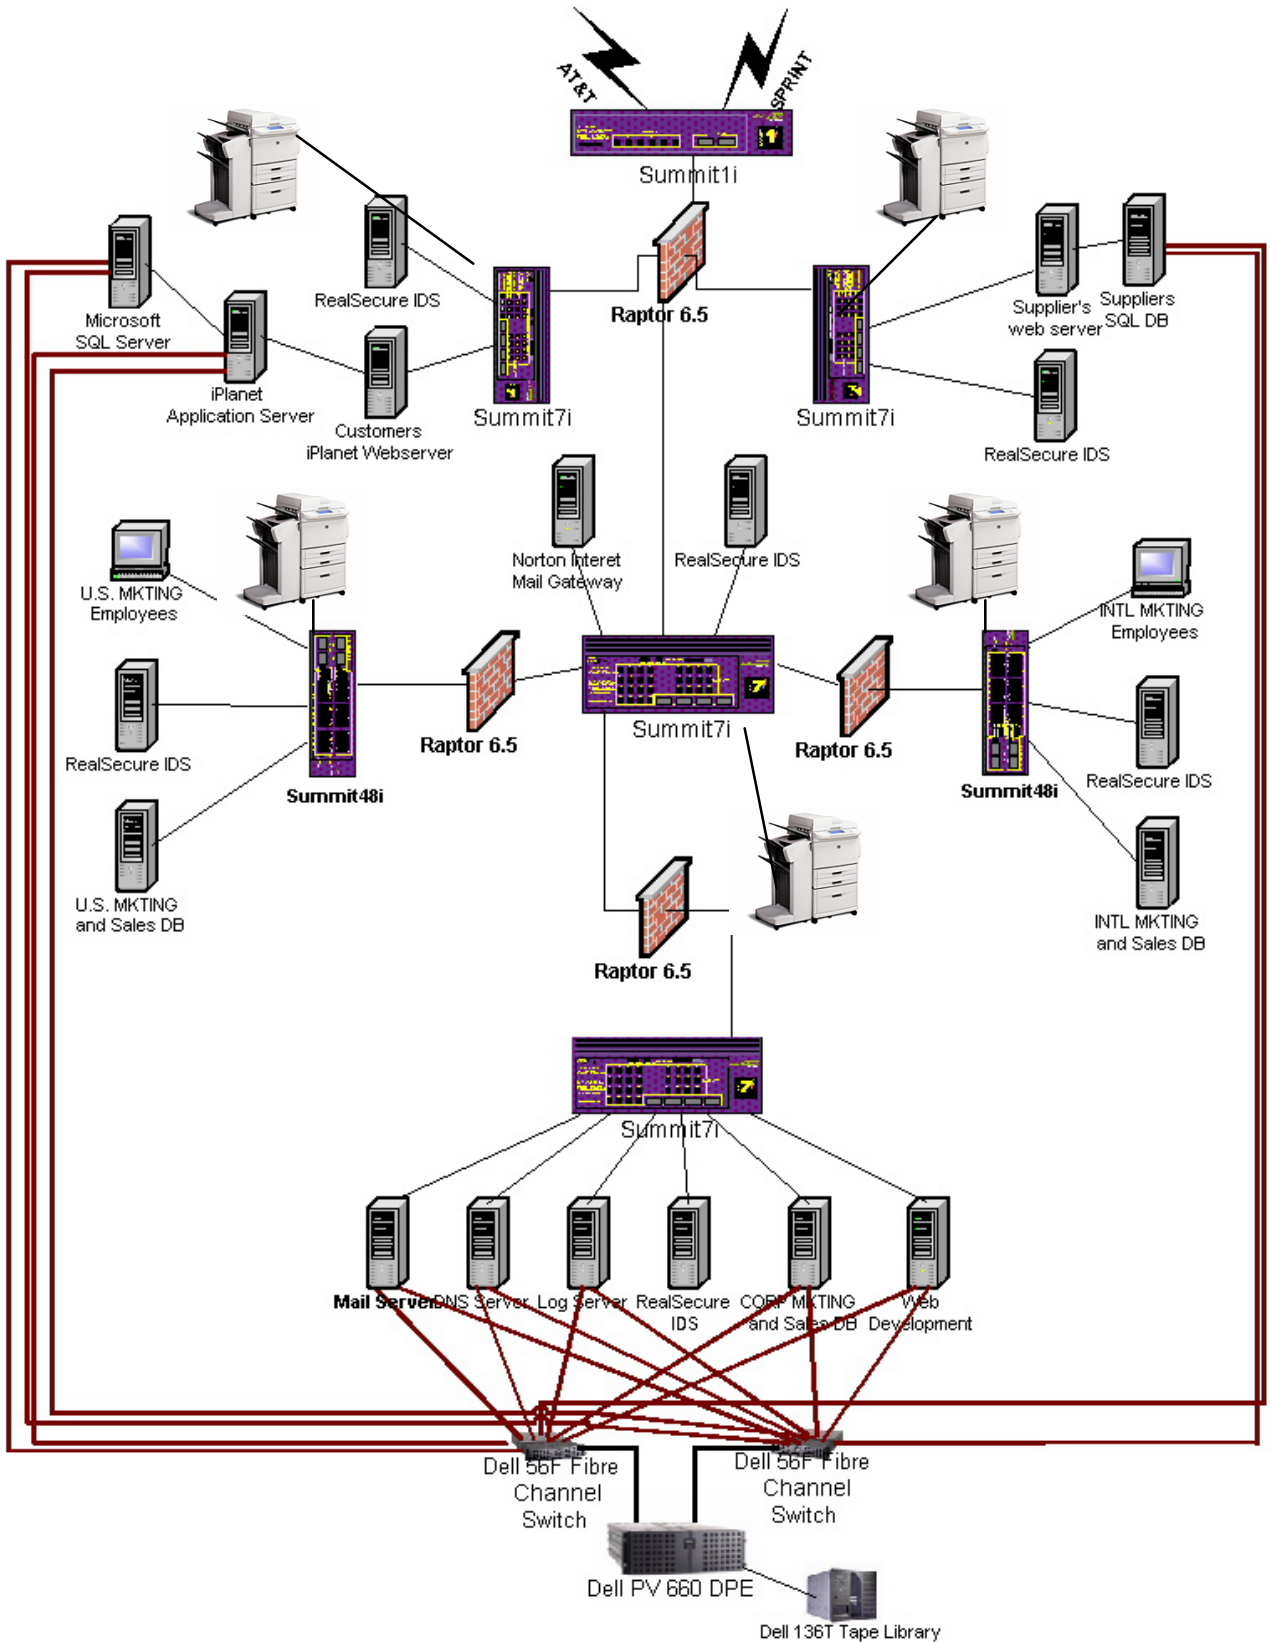 AT&T
SPRINT
Summit1i
RealSecure IDS
Raptor 6.5
Supplier's
web server
Suppliers
SQL DB
Microsoft
SQL Server
iPlanet
Application Server
Customers
iPlanet Webserver
Summit7i
Summit7i
RealSecure IDS
Norton Interet
Mail Gateway
RealSecure IDS
U.S. MKTING
Employees
INTL MKTING
Employees
Raptor 6.5
Summit7i
Raptor 6.5
RealSecure IDS
Summit48i
Summit48i
RealSecure IDS
U.S. MKTING
and Sales DB
INTL MKTING
and Sales DB
Raptor 6.5
Summit7i
Mail Server
DNS Server
Log Server
RealSecure
IDS
CORP MKTING
and Sales DB
Web
Development
Dell 56F Fibre
Channel
Switch
Dell 56F Fibre
Channel
Switch
Dell PV 660 DPE
Dell 136T Tape Library